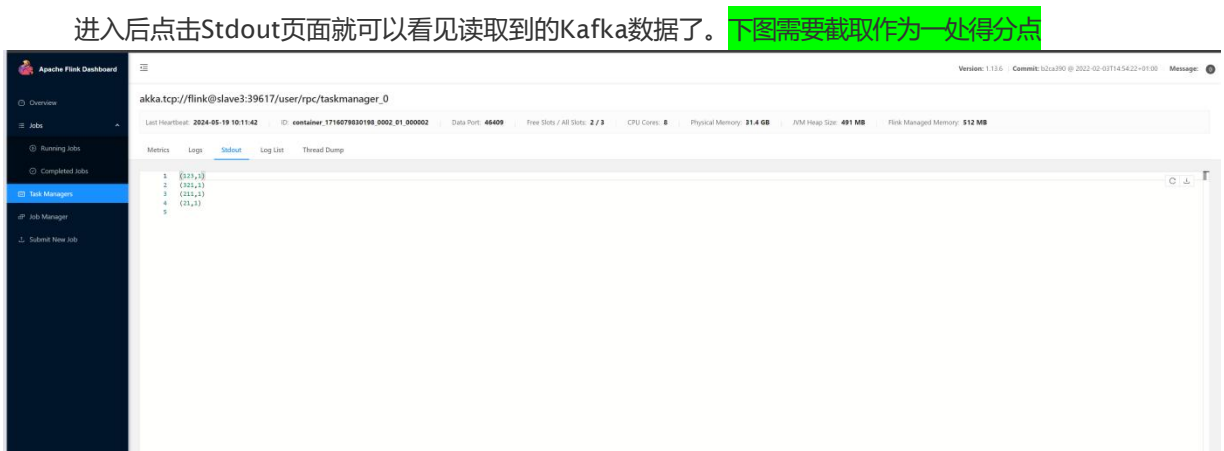 进入后点击Stdout页面就可以看见读取到的Kafka数据了。下图需要截取作为一处得分点
Apache Flink Dashboard
Version: 1.13.6 Commit: b2ca390 @ 2022-02-03T14:54:22+01:00 Message: 0
Overview
akka.tcp://flink@slave3:39617/user/rpc/taskmanager_0
Jobs
Last Heartbeat: 2024-05-19 10:11:42 ID: container_1716079830198_0002_01_000002 Data Port: 46409 Free Slots / All Slots: 2 / 3 CPU Cores: 8 Physical Memory: 31.4 GB JVM Heap Size: 491 MB Flink Managed Memory: 512 MB
Running Jobs
Metrics Logs Stdout Log List Thread Dump
Completed Jobs
1 (123,1)
2 (321,1)
3 (211,1)
4 (21,1)
5
Task Managers
Job Manager
Submit New Job